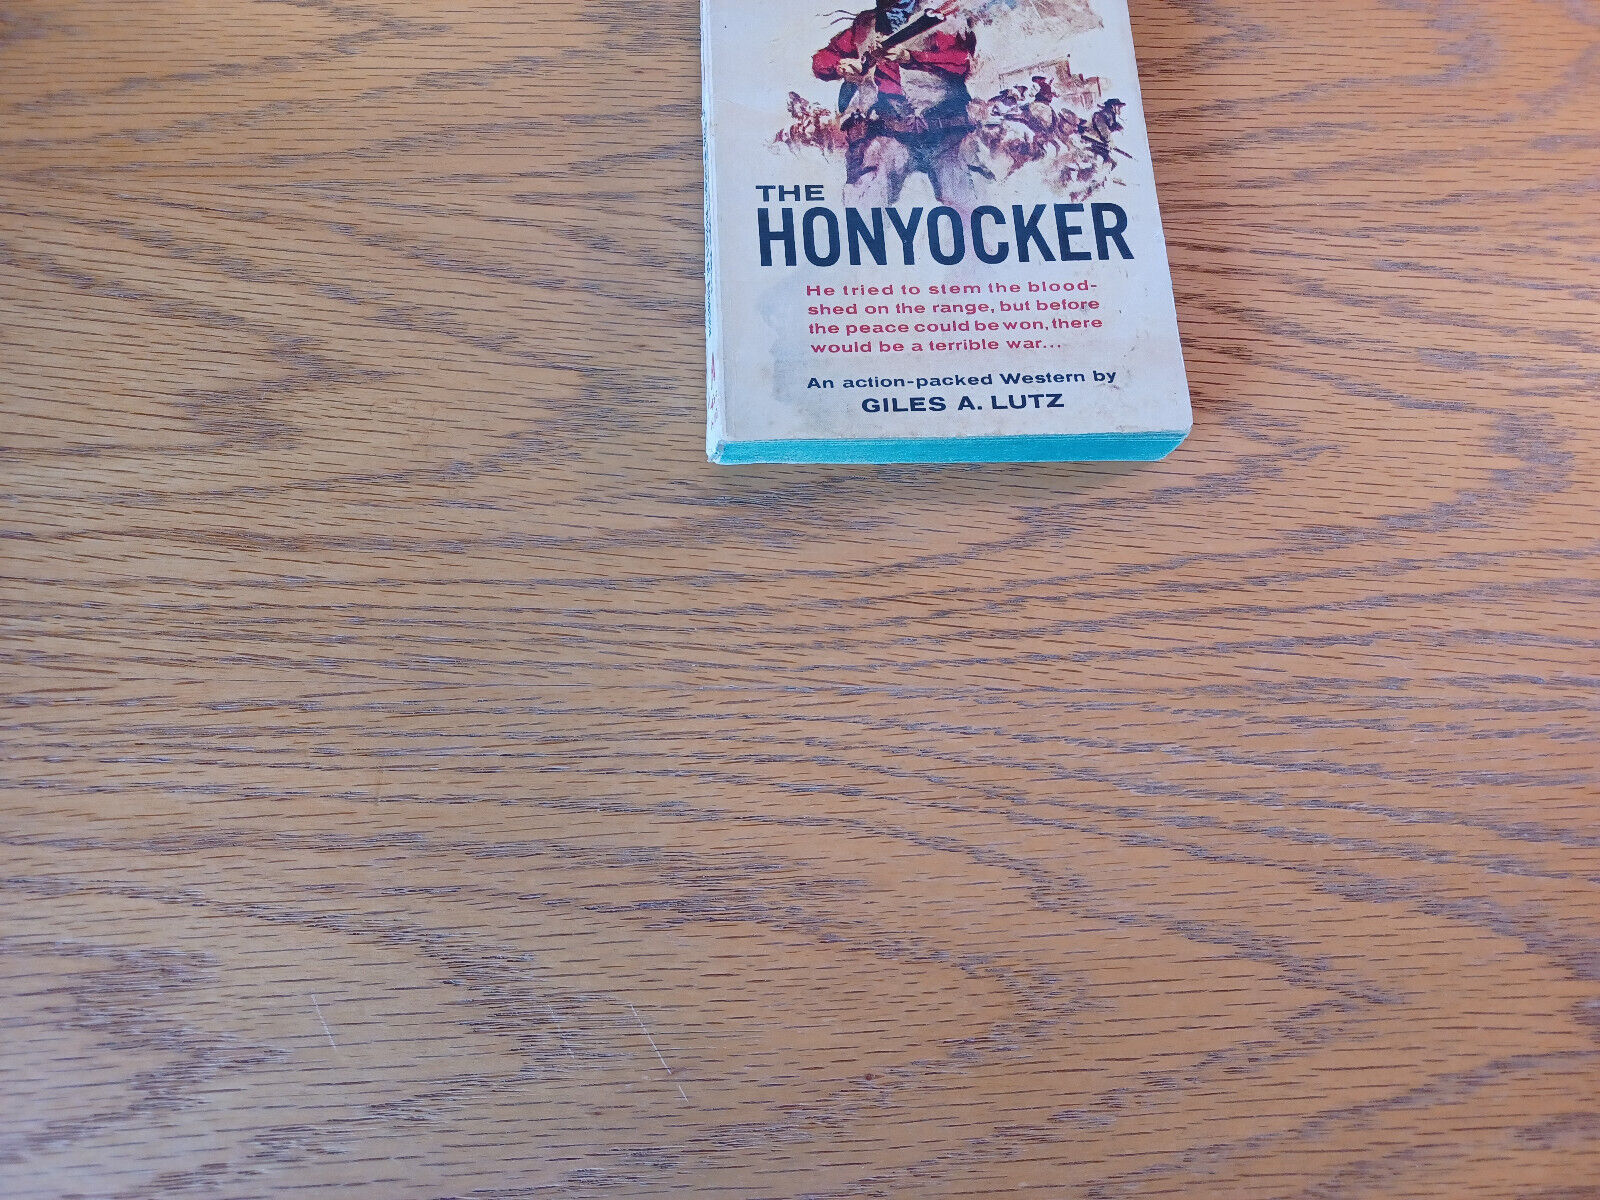 THE
HONYOCKER
He tried to stem the blood-
shed on the range, but before
the peace could be won, there
would be a terrible war...
An action-packed Western by
GILES A. LUTZ